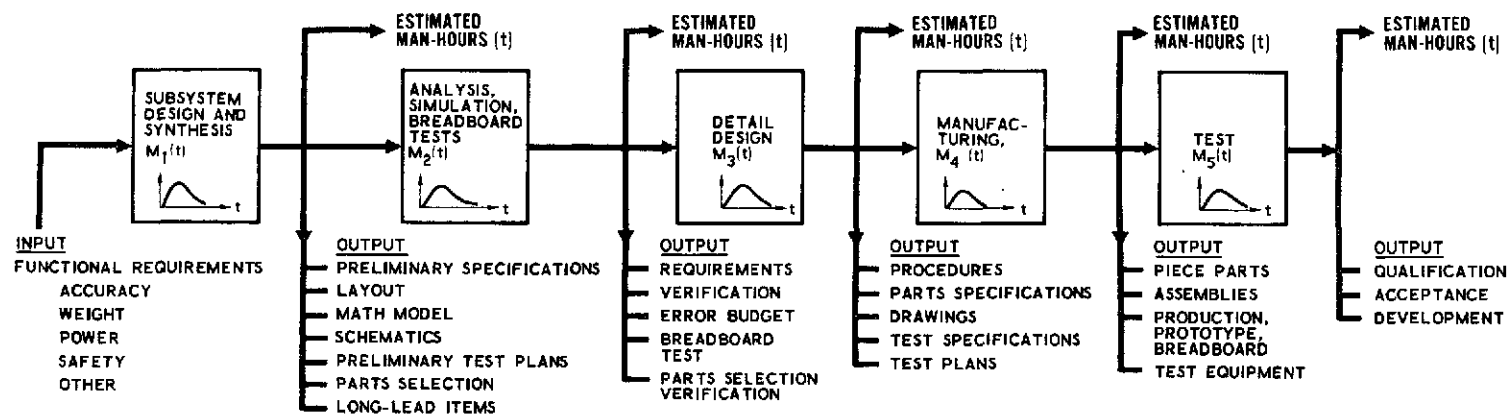 ESTIMATED
MAN-HOURS (t)
ESTIMATED
MAN-HOURS (t)
ESTIMATED
MAN-HOURS (t)
ESTIMATED
MAN-HOURS (t)
ESTIMATED
MAN-HOURS (t)
SUBSYSTEM
DESIGN AND
SYNTHESIS
M1(t)
t
ANALYSIS,
SIMULATION,
BREADBOARD
TESTS
M2(t)
t
DETAIL
DESIGN
M3(t)
t
MANUFAC-
TURING,
M4 (t)
t
TEST
M5(t)
t
INPUT
FUNCTIONAL REQUIREMENTS
ACCURACY
WEIGHT
POWER
SAFETY
OTHER
OUTPUT
PRELIMINARY SPECIFICATIONS
LAYOUT
MATH MODEL
SCHEMATICS
PRELIMINARY TEST PLANS
PARTS SELECTION
LONG-LEAD ITEMS
OUTPUT
REQUIREMENTS
VERIFICATION
ERROR BUDGET
BREADBOARD
TEST
PARTS SELECTION
VERIFICATION
OUTPUT
PROCEDURES
PARTS SPECIFICATIONS
DRAWINGS
TEST SPECIFICATIONS
TEST PLANS
OUTPUT
PIECE PARTS
ASSEMBLIES
PRODUCTION,
PROTOTYPE,
BREADBOARD
TEST EQUIPMENT
OUTPUT
QUALIFICATION
ACCEPTANCE
DEVELOPMENT